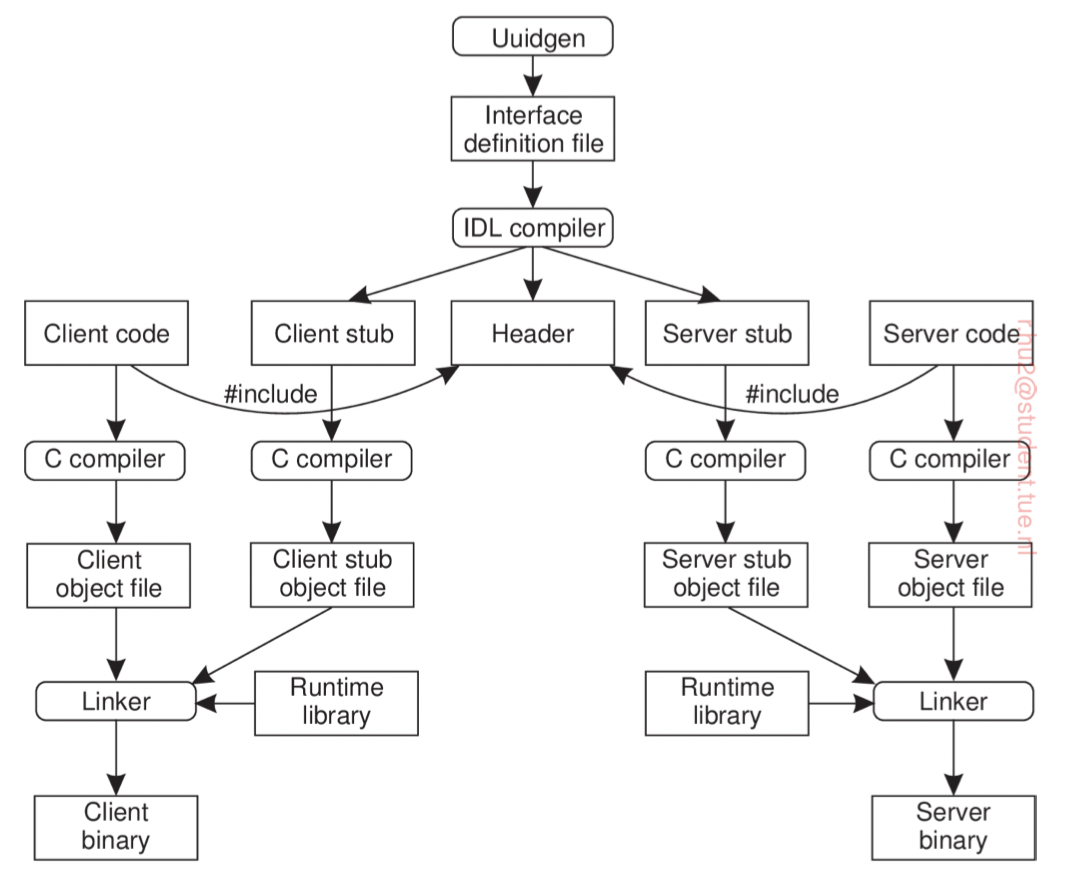 Uuidgen
Interface
definition file
IDL compiler
Client code
Client stub
Header
Server stub
Server code
#include
#include
C compiler
C compiler
C compiler
C compiler
Client
object file
Client stub
object file
Server stub
object file
Server
object file
Linker
Runtime
library
Runtime
library
Linker
Client
binary
Server
binary
r.hu2@student.tue.nl